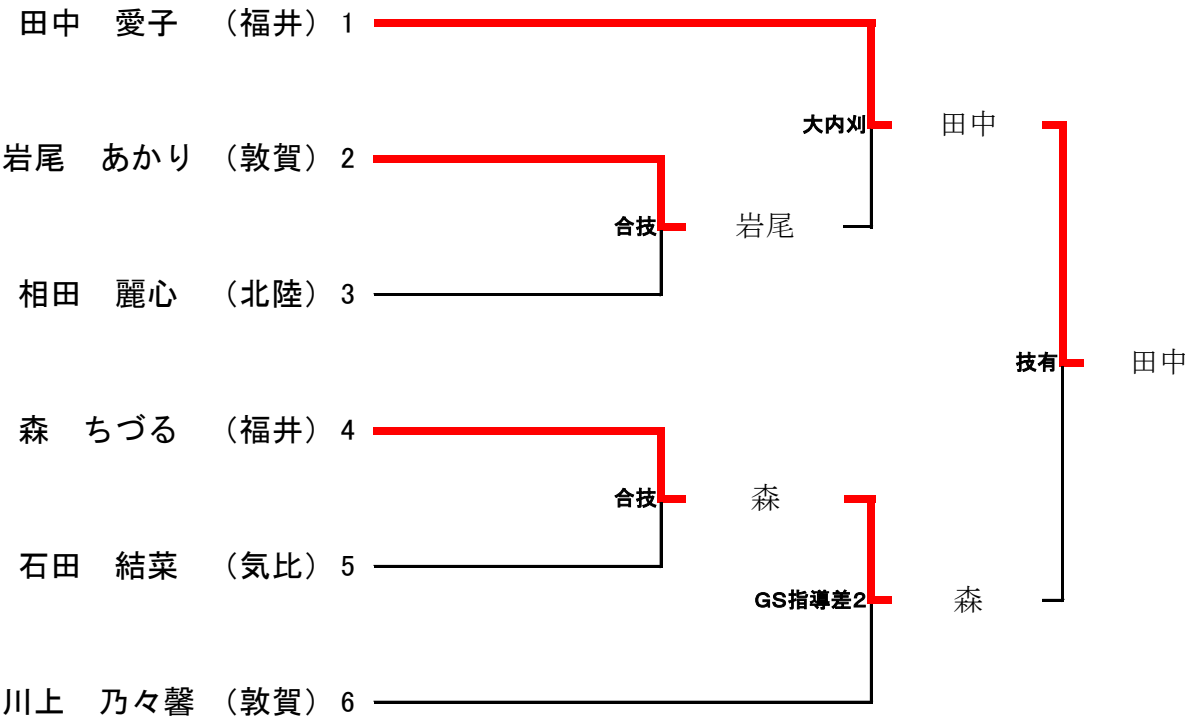 田中　愛子　（福井） 1
大内刈
田中
岩尾　あかり　（敦賀） 2
合技
岩尾
相田　麗心　（北陸） 3
技有
田中
森　ちづる　（福井） 4
合技
森
石田　結菜　（気比） 5
GS指導差2
森
川上　乃々馨　（敦賀） 6